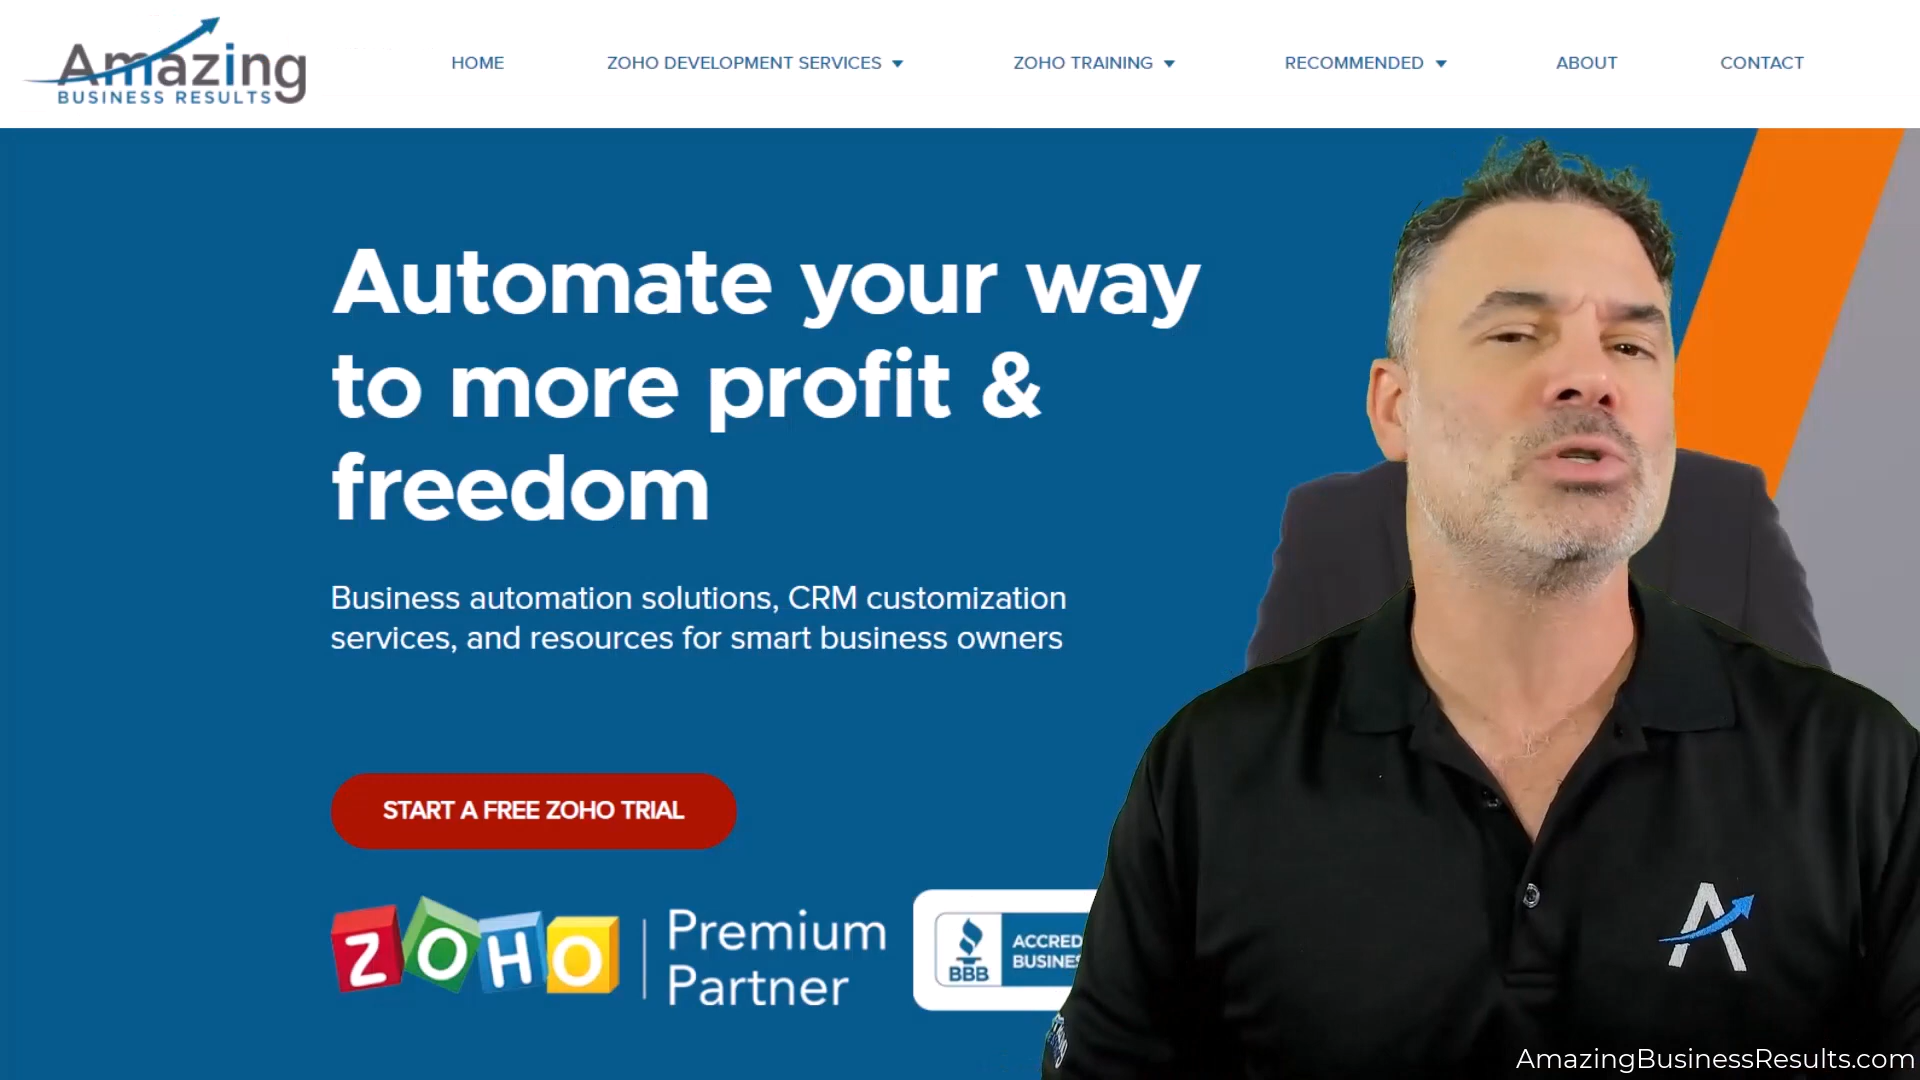 Amazing
BUSINESS RESULTS
HOME
ZOHO DEVELOPMENT SERVICES
ZOHO TRAINING
RECOMMENDED
ABOUT
CONTACT
Automate your way
to more profit &
freedom
Business automation solutions, CRM customization
services, and resources for smart business owners
START A FREE ZOHO TRIAL
ZOHO
Premium
Partner
BBB
A
AmazingBusinessResults.com